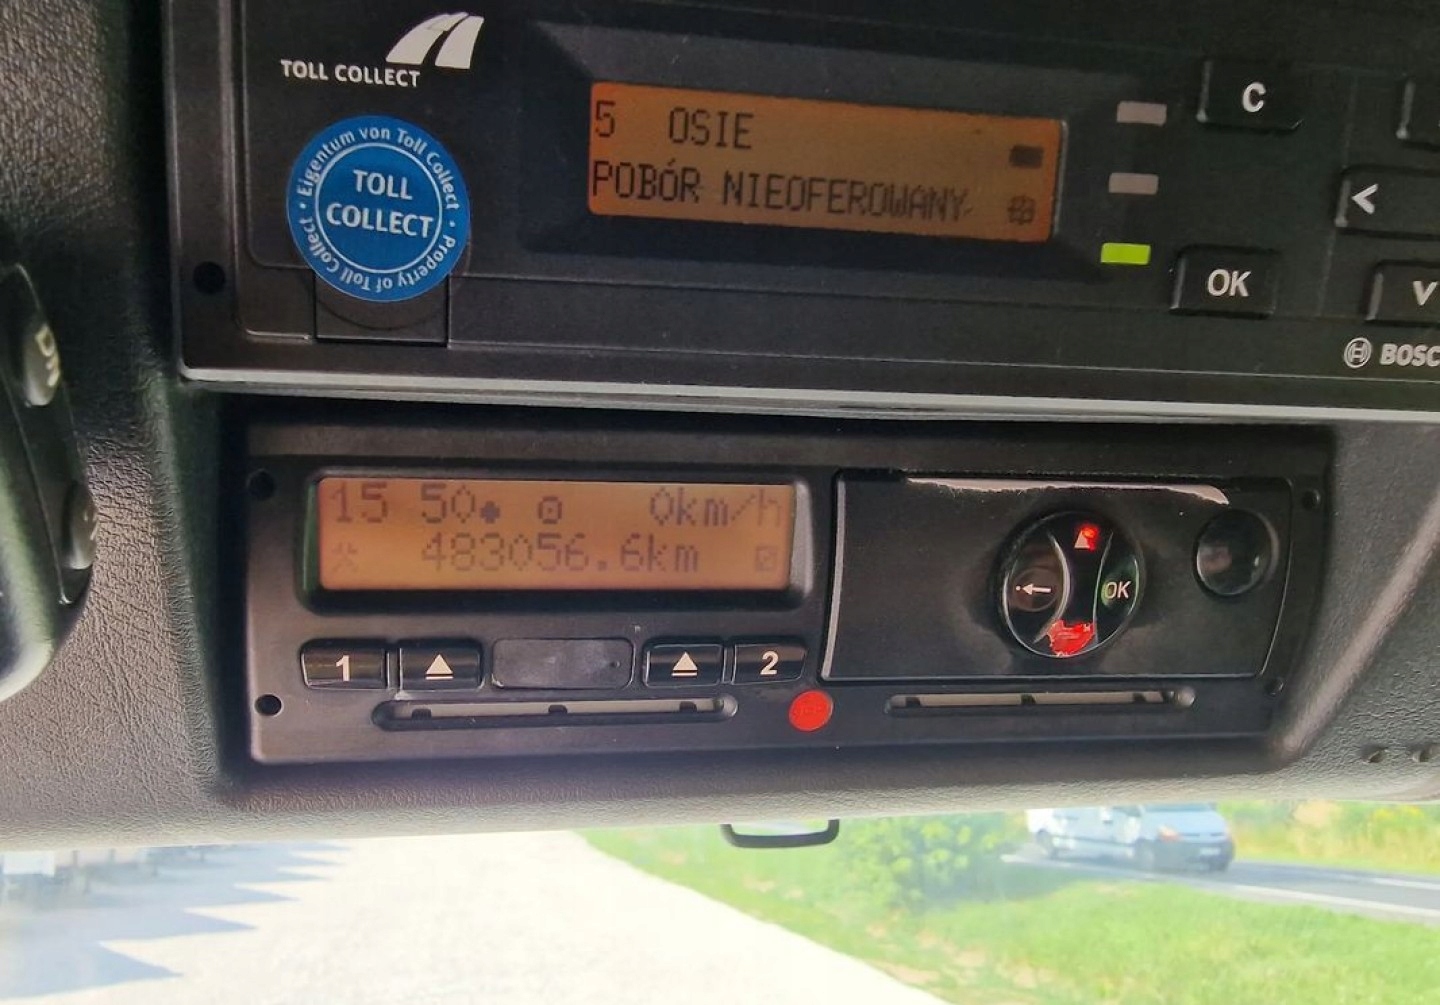 TOLL COLLECT
Eigentum von Toll Collect · Property of Toll Collect ·
TOLL
COLLECT
5 OSIE
POBÓR NIEOFEROWANY
C
<
OK
v
BOSC
15 50 0km/h
483056.6km
1
2
OK